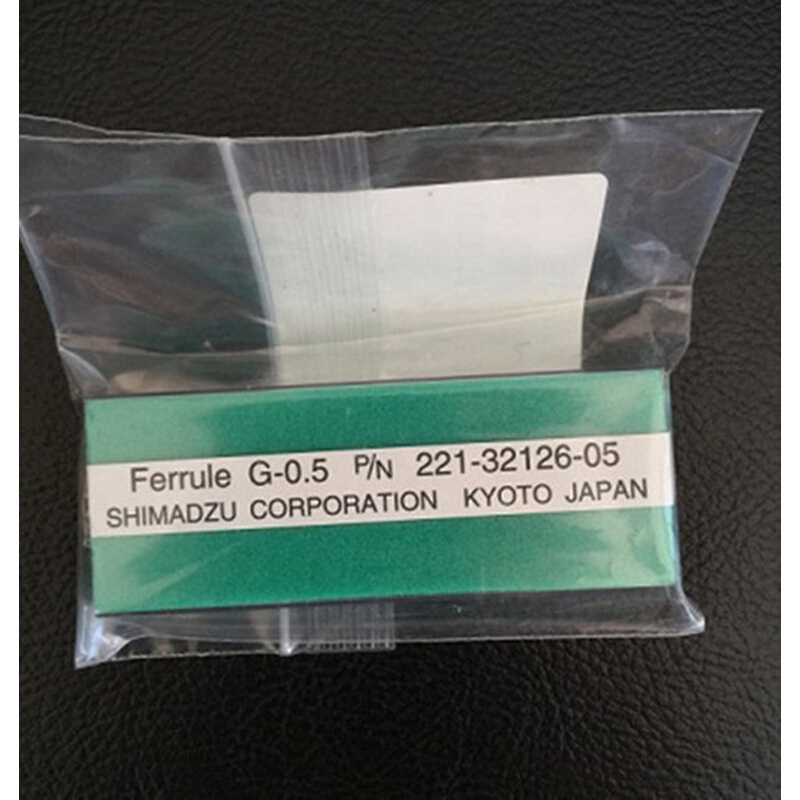 Ferrule G-0.5 P/N 221-32126-05
SHIMADZU CORPORATION KYOTO JAPAN